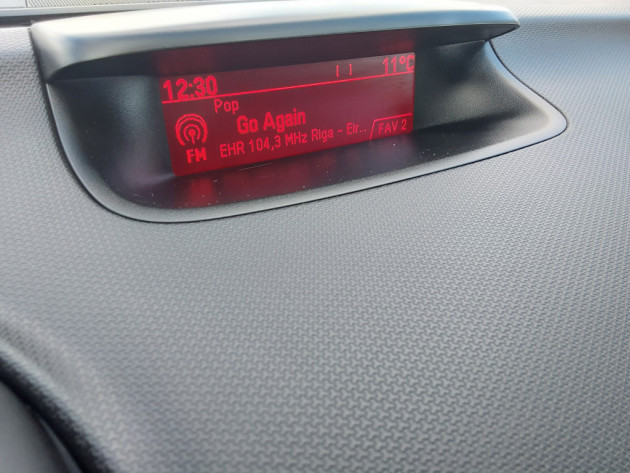 12:30 11°C
Pop
Go Again
FM EHR 104,3 MHz Riga - Eir.. FAV 2